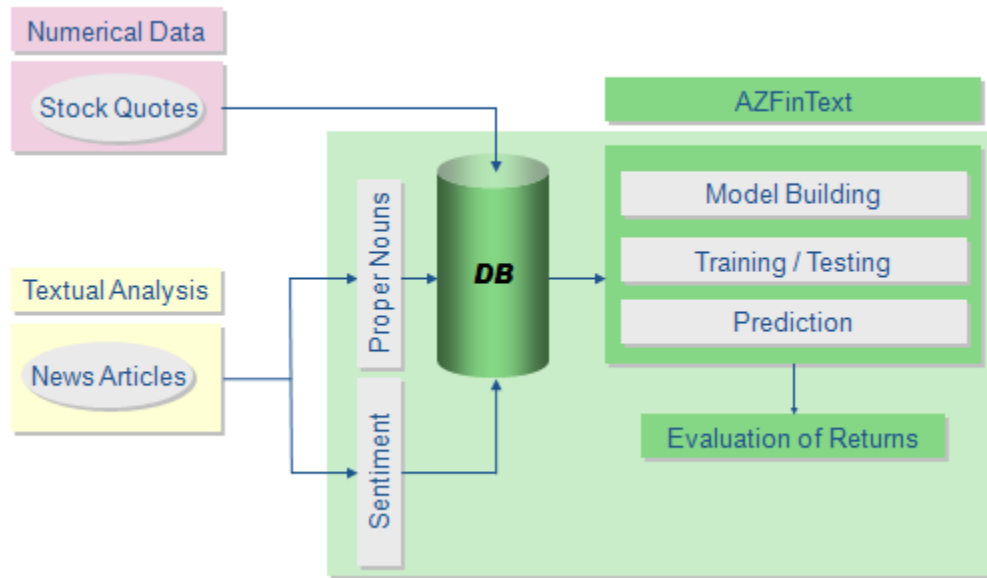 Numerical Data
Stock Quotes
AZFinText
Model Building
Training / Testing
Prediction
Proper Nouns
DB
Textual Analysis
News Articles
Sentiment
Evaluation of Returns